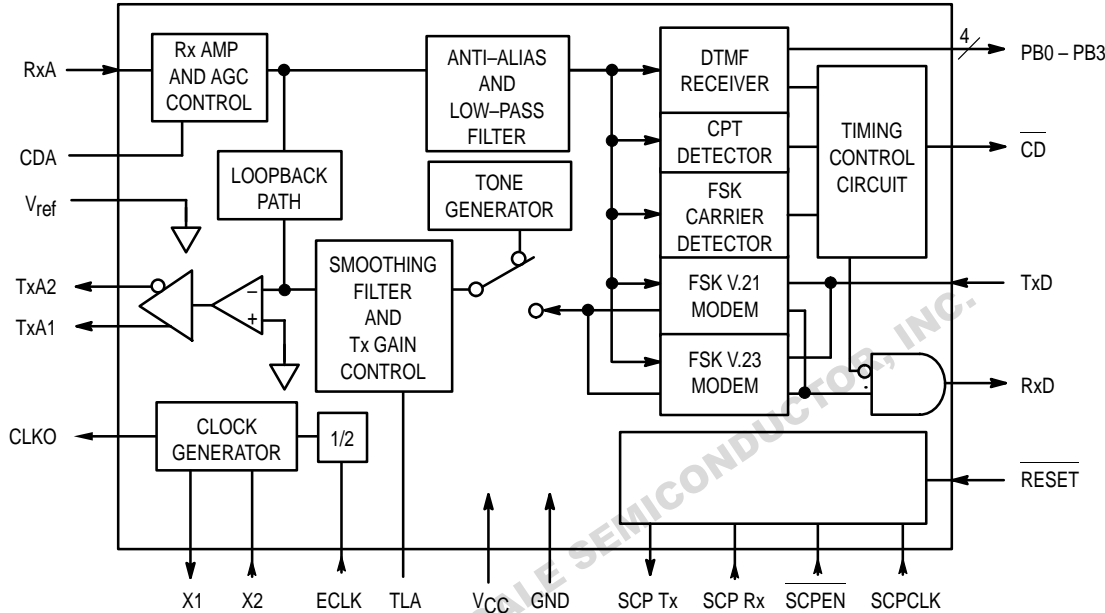 RxA
CDA
Vref
TxA2
TxA1
CLKO
Rx AMP
AND AGC
CONTROL
LOOPBACK
PATH
ANTI–ALIAS
AND
LOW–PASS
FILTER
TONE
GENERATOR
SMOOTHING
FILTER
AND
Tx GAIN
CONTROL
–
+
CLOCK
GENERATOR
1/2
DTMF
RECEIVER
CPT
DETECTOR
FSK
CARRIER
DETECTOR
FSK V.21
MODEM
FSK V.23
MODEM
TIMING
CONTROL
CIRCUIT
4
PB0 – PB3
CD
TxD
RxD
RESET
X1
X2
ECLK
TLA
VCC
GND
SCP Tx
SCP Rx
SCPEN
SCPCLK
ALE SEMICONDUCTOR, INC.